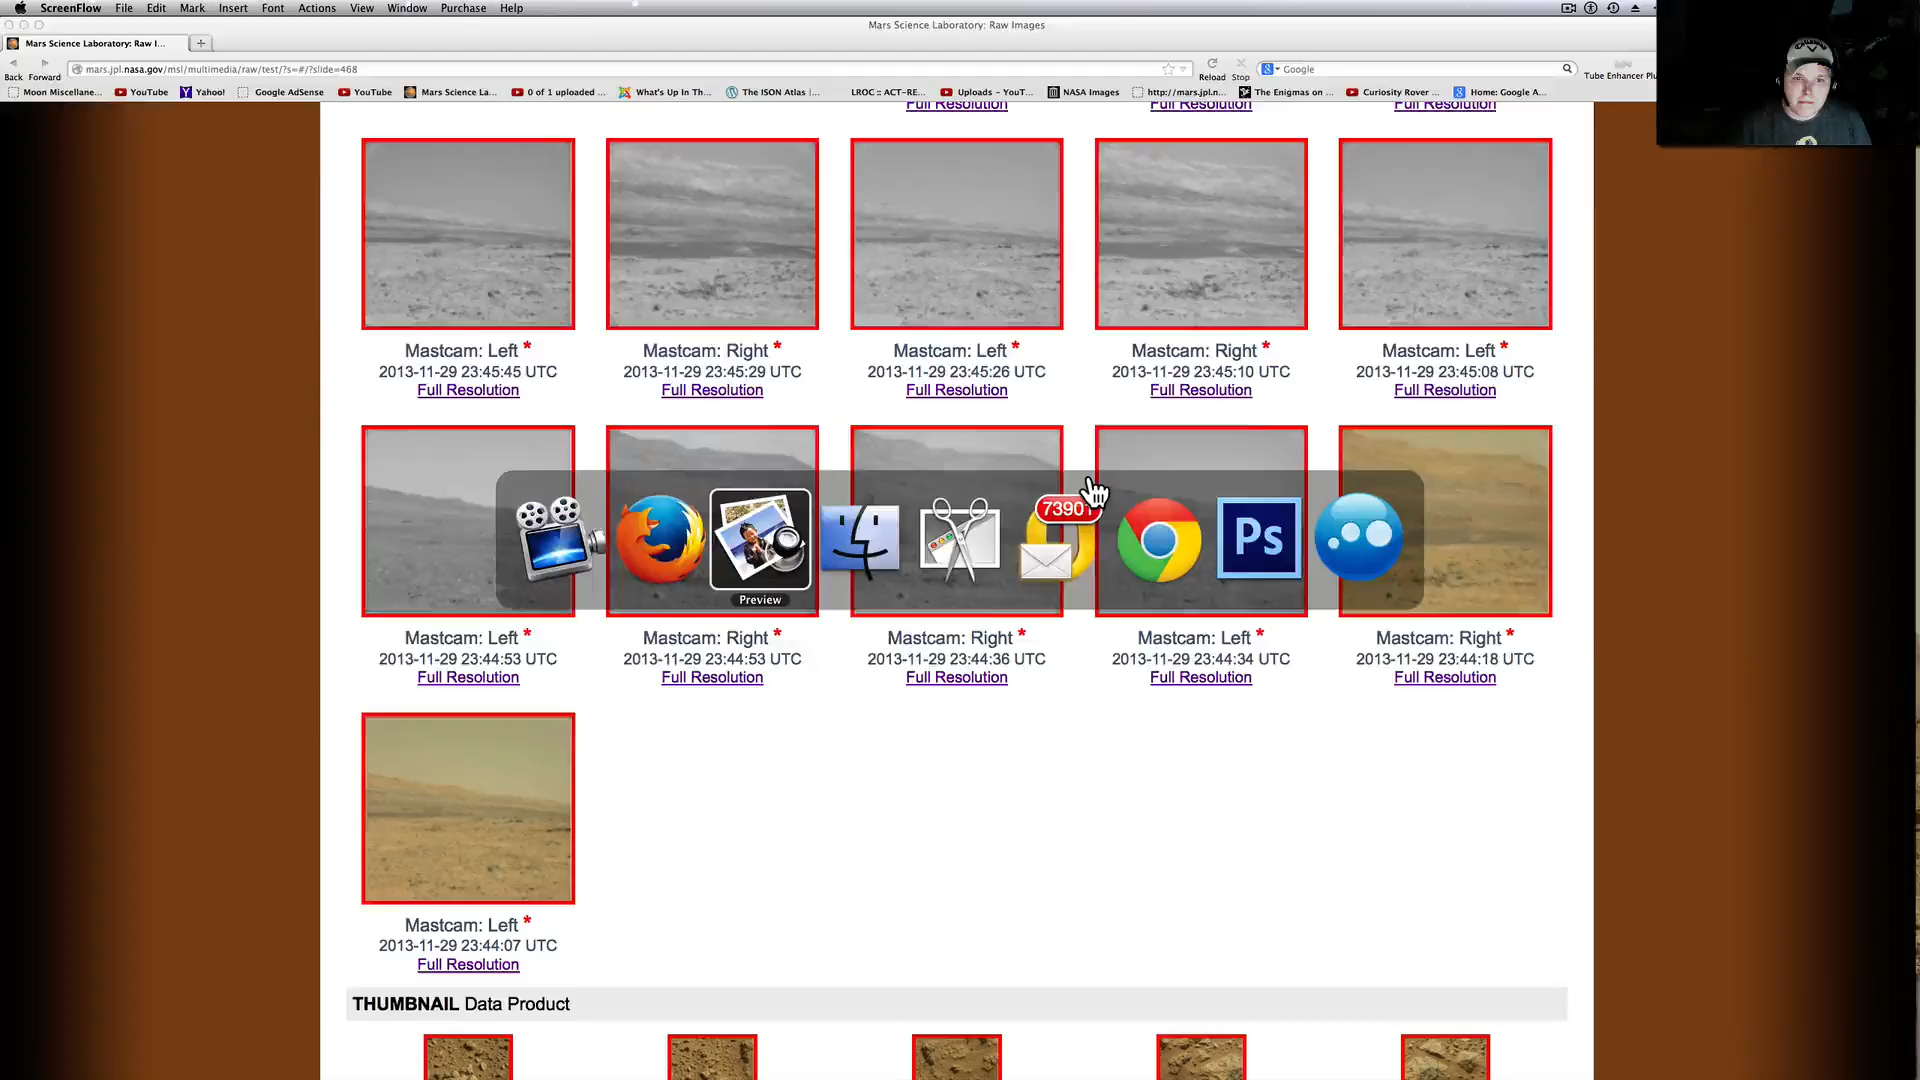 ScreenFlow File Edit Mark Insert Font Actions View Window Purchase Help
Mars Science Laboratory: Raw Images
Mars Science Laboratory: Raw I...
mars.jpl.nasa.gov/msl/multimedia/raw/test/?s=#/?slide=468
Google
Back Forward
Reload Stop
Tube Enhancer Plu
Moon Miscellane... YouTube Yahoo! Google AdSense YouTube Mars Science La... 0 of 1 uploaded ... What's Up In Th... The ISON Atlas |... LROC :: ACT-RE... Uploads - YouT... NASA Images http://mars.jpl.n... The Enigmas on ... Curiosity Rover ... Home: Google A...
Full Resolution Full Resolution Full Resolution
Mastcam: Left * Mastcam: Right * Mastcam: Left * Mastcam: Right * Mastcam: Left *
2013-11-29 23:45:45 UTC 2013-11-29 23:45:29 UTC 2013-11-29 23:45:26 UTC 2013-11-29 23:45:10 UTC 2013-11-29 23:45:08 UTC
Full Resolution Full Resolution Full Resolution Full Resolution Full Resolution
7390
Ps
Preview
Mastcam: Left * Mastcam: Right * Mastcam: Right * Mastcam: Left * Mastcam: Right *
2013-11-29 23:44:53 UTC 2013-11-29 23:44:53 UTC 2013-11-29 23:44:36 UTC 2013-11-29 23:44:34 UTC 2013-11-29 23:44:18 UTC
Full Resolution Full Resolution Full Resolution Full Resolution Full Resolution
Mastcam: Left *
2013-11-29 23:44:07 UTC
Full Resolution
THUMBNAIL Data Product